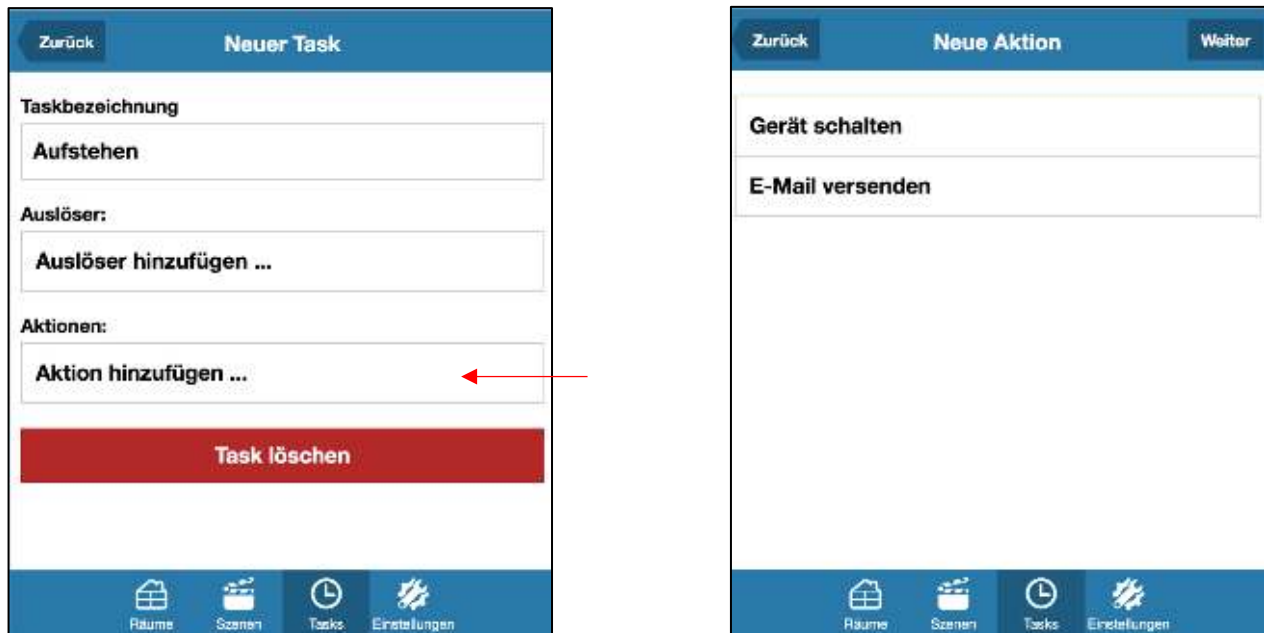 Zurück
Neuer Task
Taskbezeichnung
Aufstehen
Auslöser:
Auslöser hinzufügen ...
Aktionen:
Aktion hinzufügen ...
Task löschen
Räume Szenen Tasks Einstellungen
Zurück
Neue Aktion
Weiter
Gerät schalten
E-Mail versenden
Räume Szenen Tasks Einstellungen